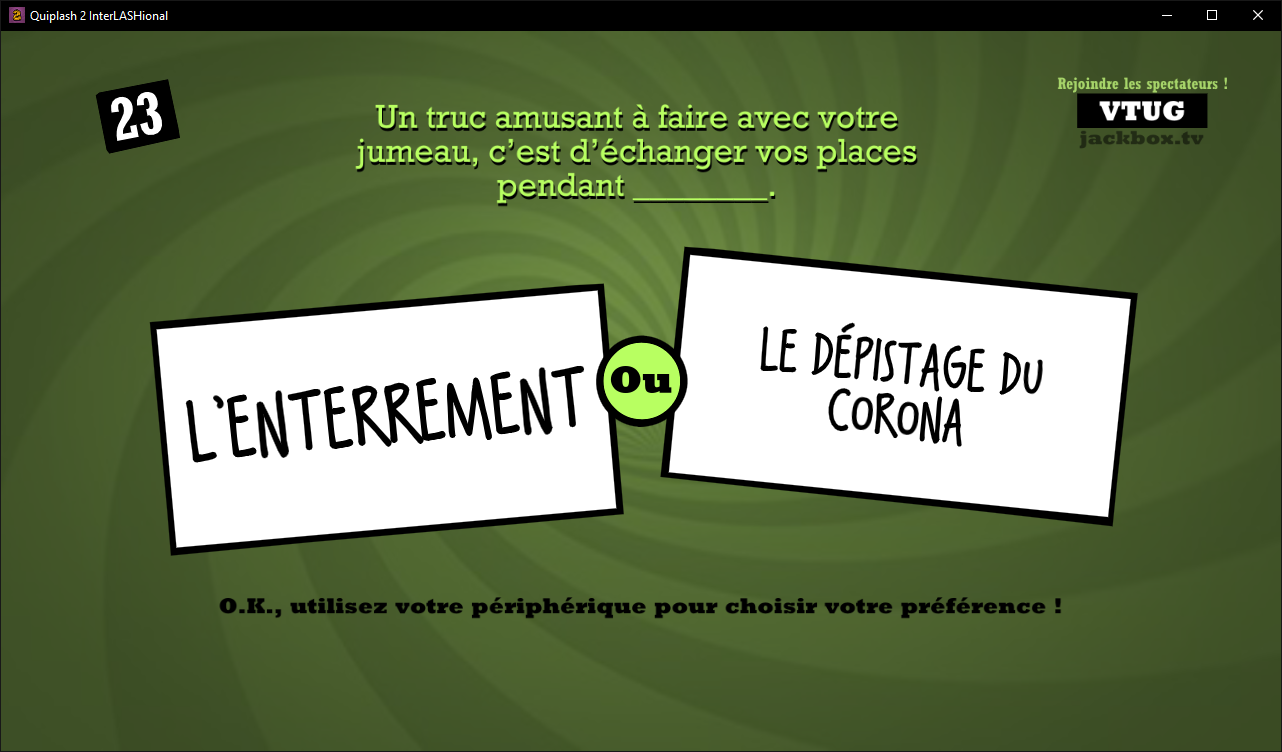 Quiplash 2 InterLASHional
23
Rejoindre les spectateurs !
VTUG
jackbox.tv
Un truc amusant à faire avec votre
jumeau, c’est d’échanger vos places
pendant ________.
L’ENTERREMENT
Ou
LE DÉPISTAGE DU
CORONA
O.K., utilisez votre périphérique pour choisir votre préférence !